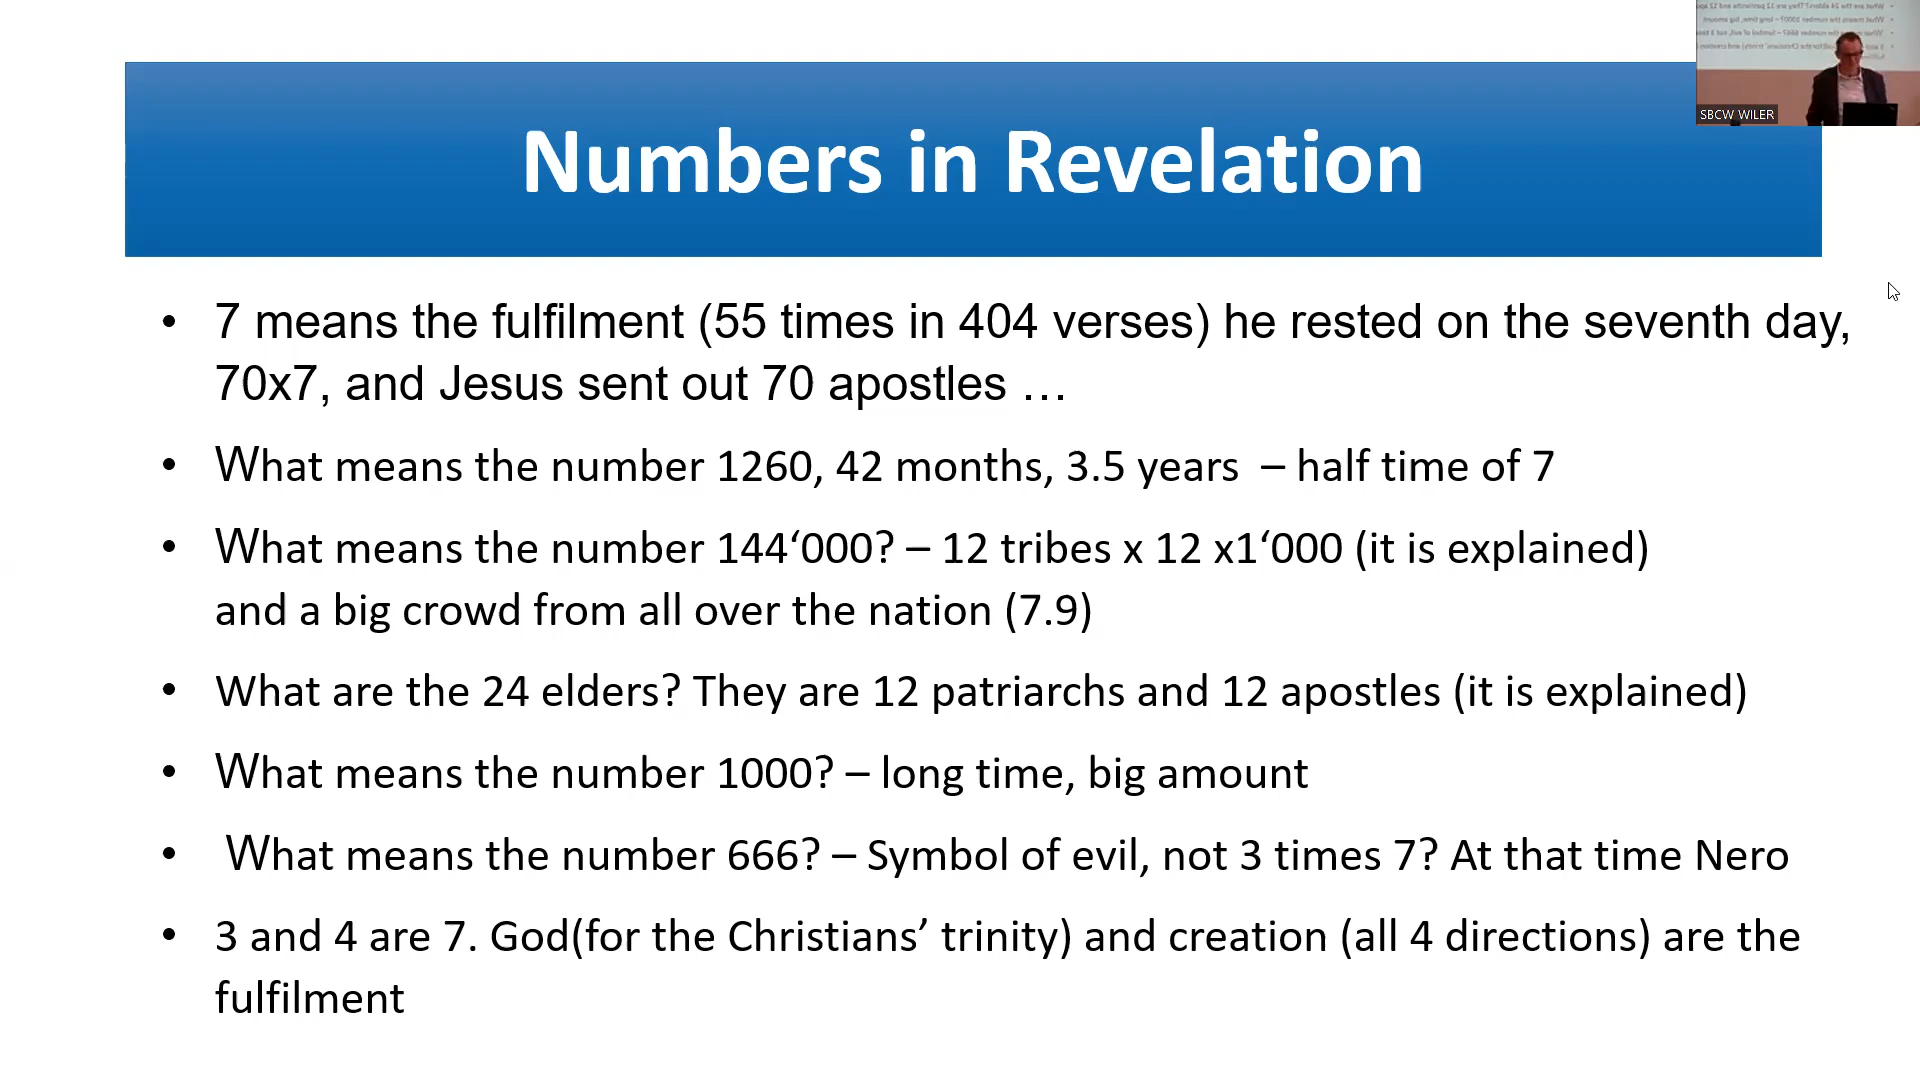 Numbers in Revelation
SBCW WILER
• 7 means the fulfilment (55 times in 404 verses) he rested on the seventh day,
70x7, and Jesus sent out 70 apostles …
• What means the number 1260, 42 months, 3.5 years – half time of 7
• What means the number 144‘000? – 12 tribes x 12 x1‘000 (it is explained)
and a big crowd from all over the nation (7.9)
• What are the 24 elders? They are 12 patriarchs and 12 apostles (it is explained)
• What means the number 1000? – long time, big amount
• What means the number 666? – Symbol of evil, not 3 times 7? At that time Nero
• 3 and 4 are 7. God(for the Christians’ trinity) and creation (all 4 directions) are the
fulfilment